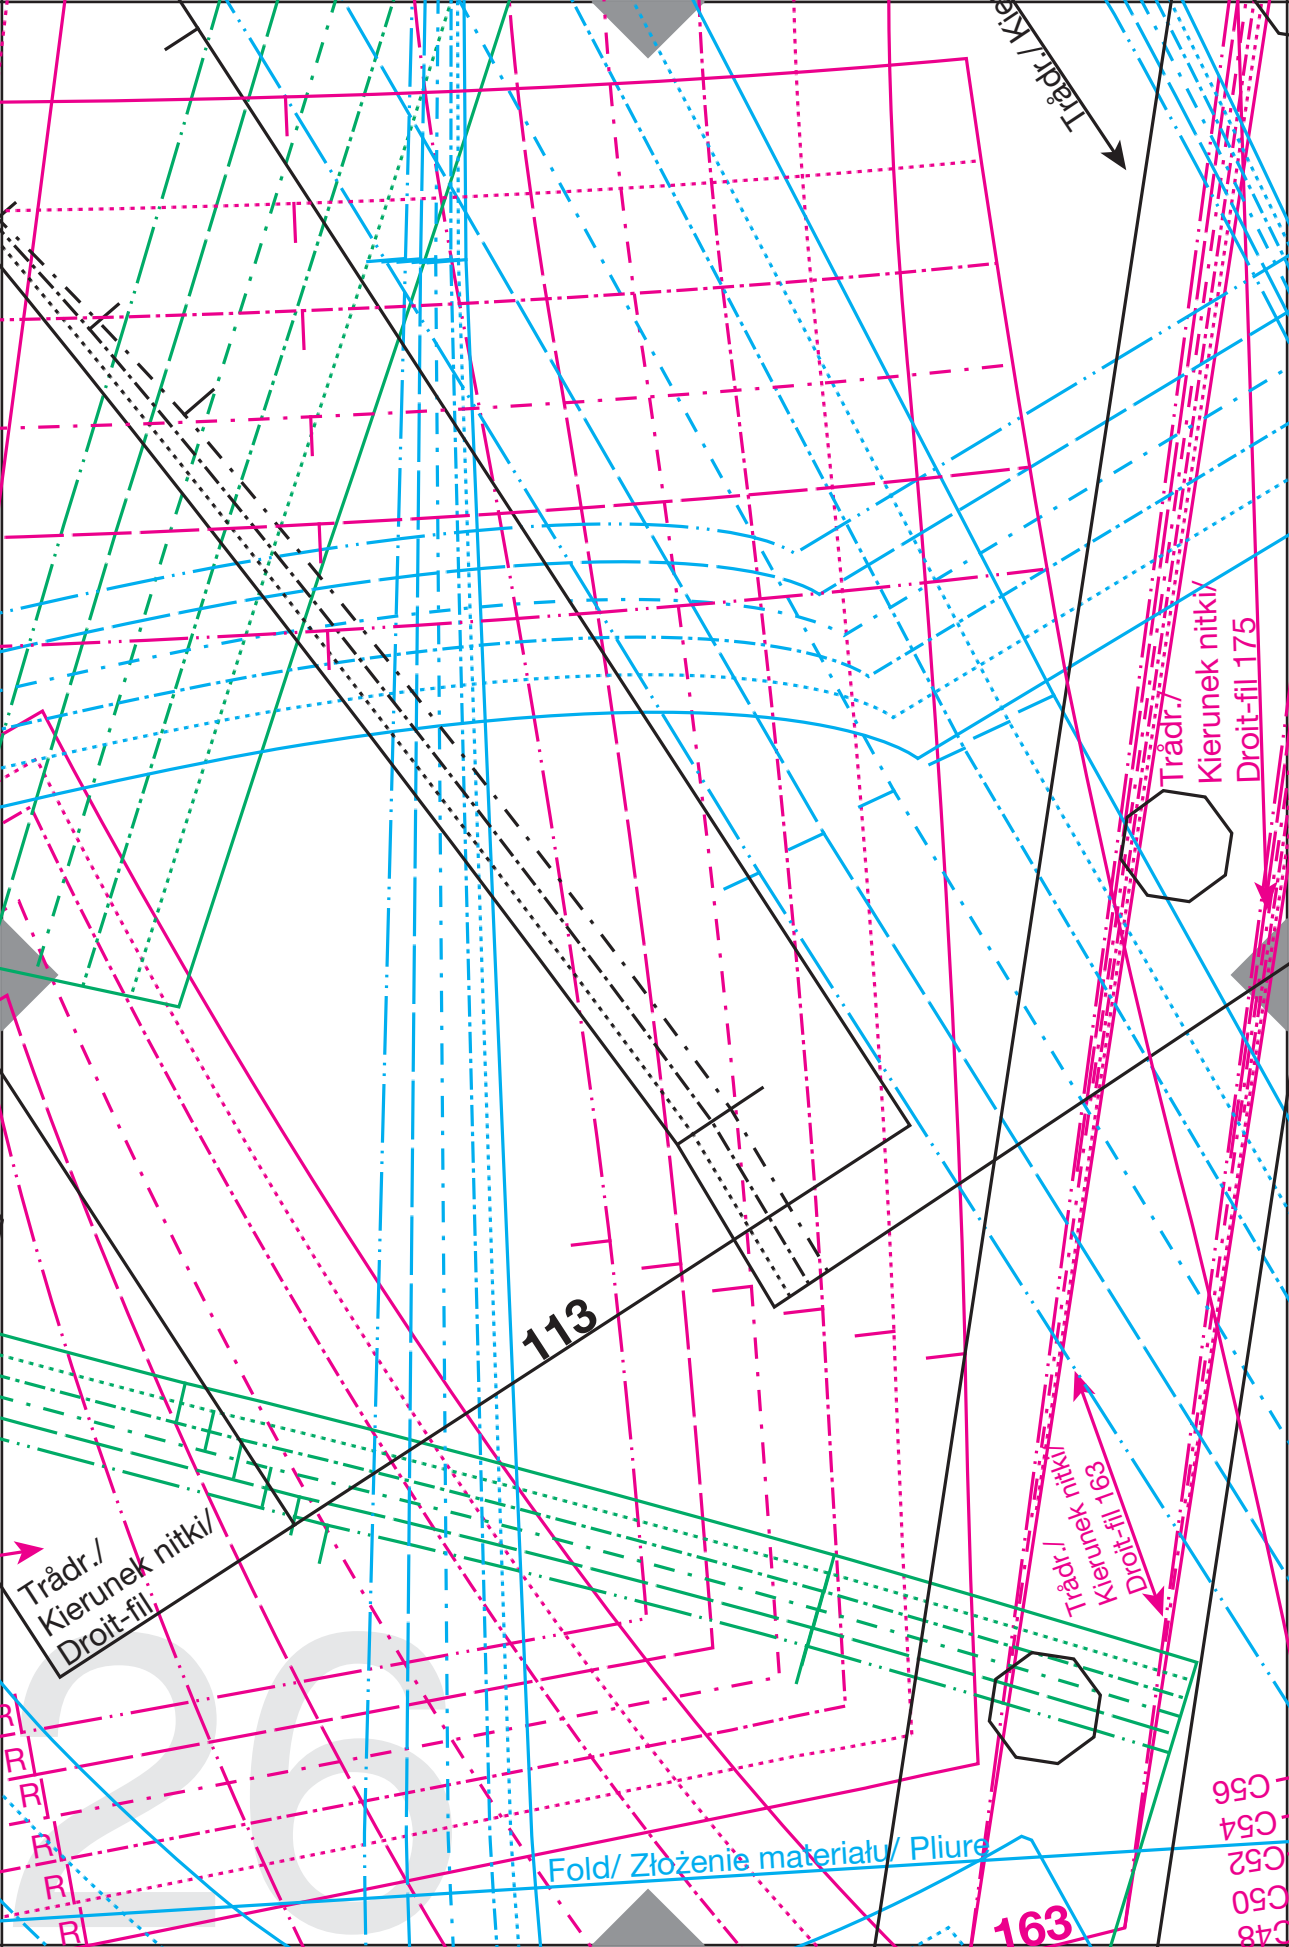 Trådr./ Kie
Trådr./
Kierunek nitki/
Droit-fil 175
113
Trådr./
Kierunek nitki/
Droit-fil 163
Trådr./
Kierunek nitki/
Droit-fil
26
R
R
R
R
R
R
C56
C54
C52
C50
C48
Fold/ Złożenie materiału/ Pliure
163